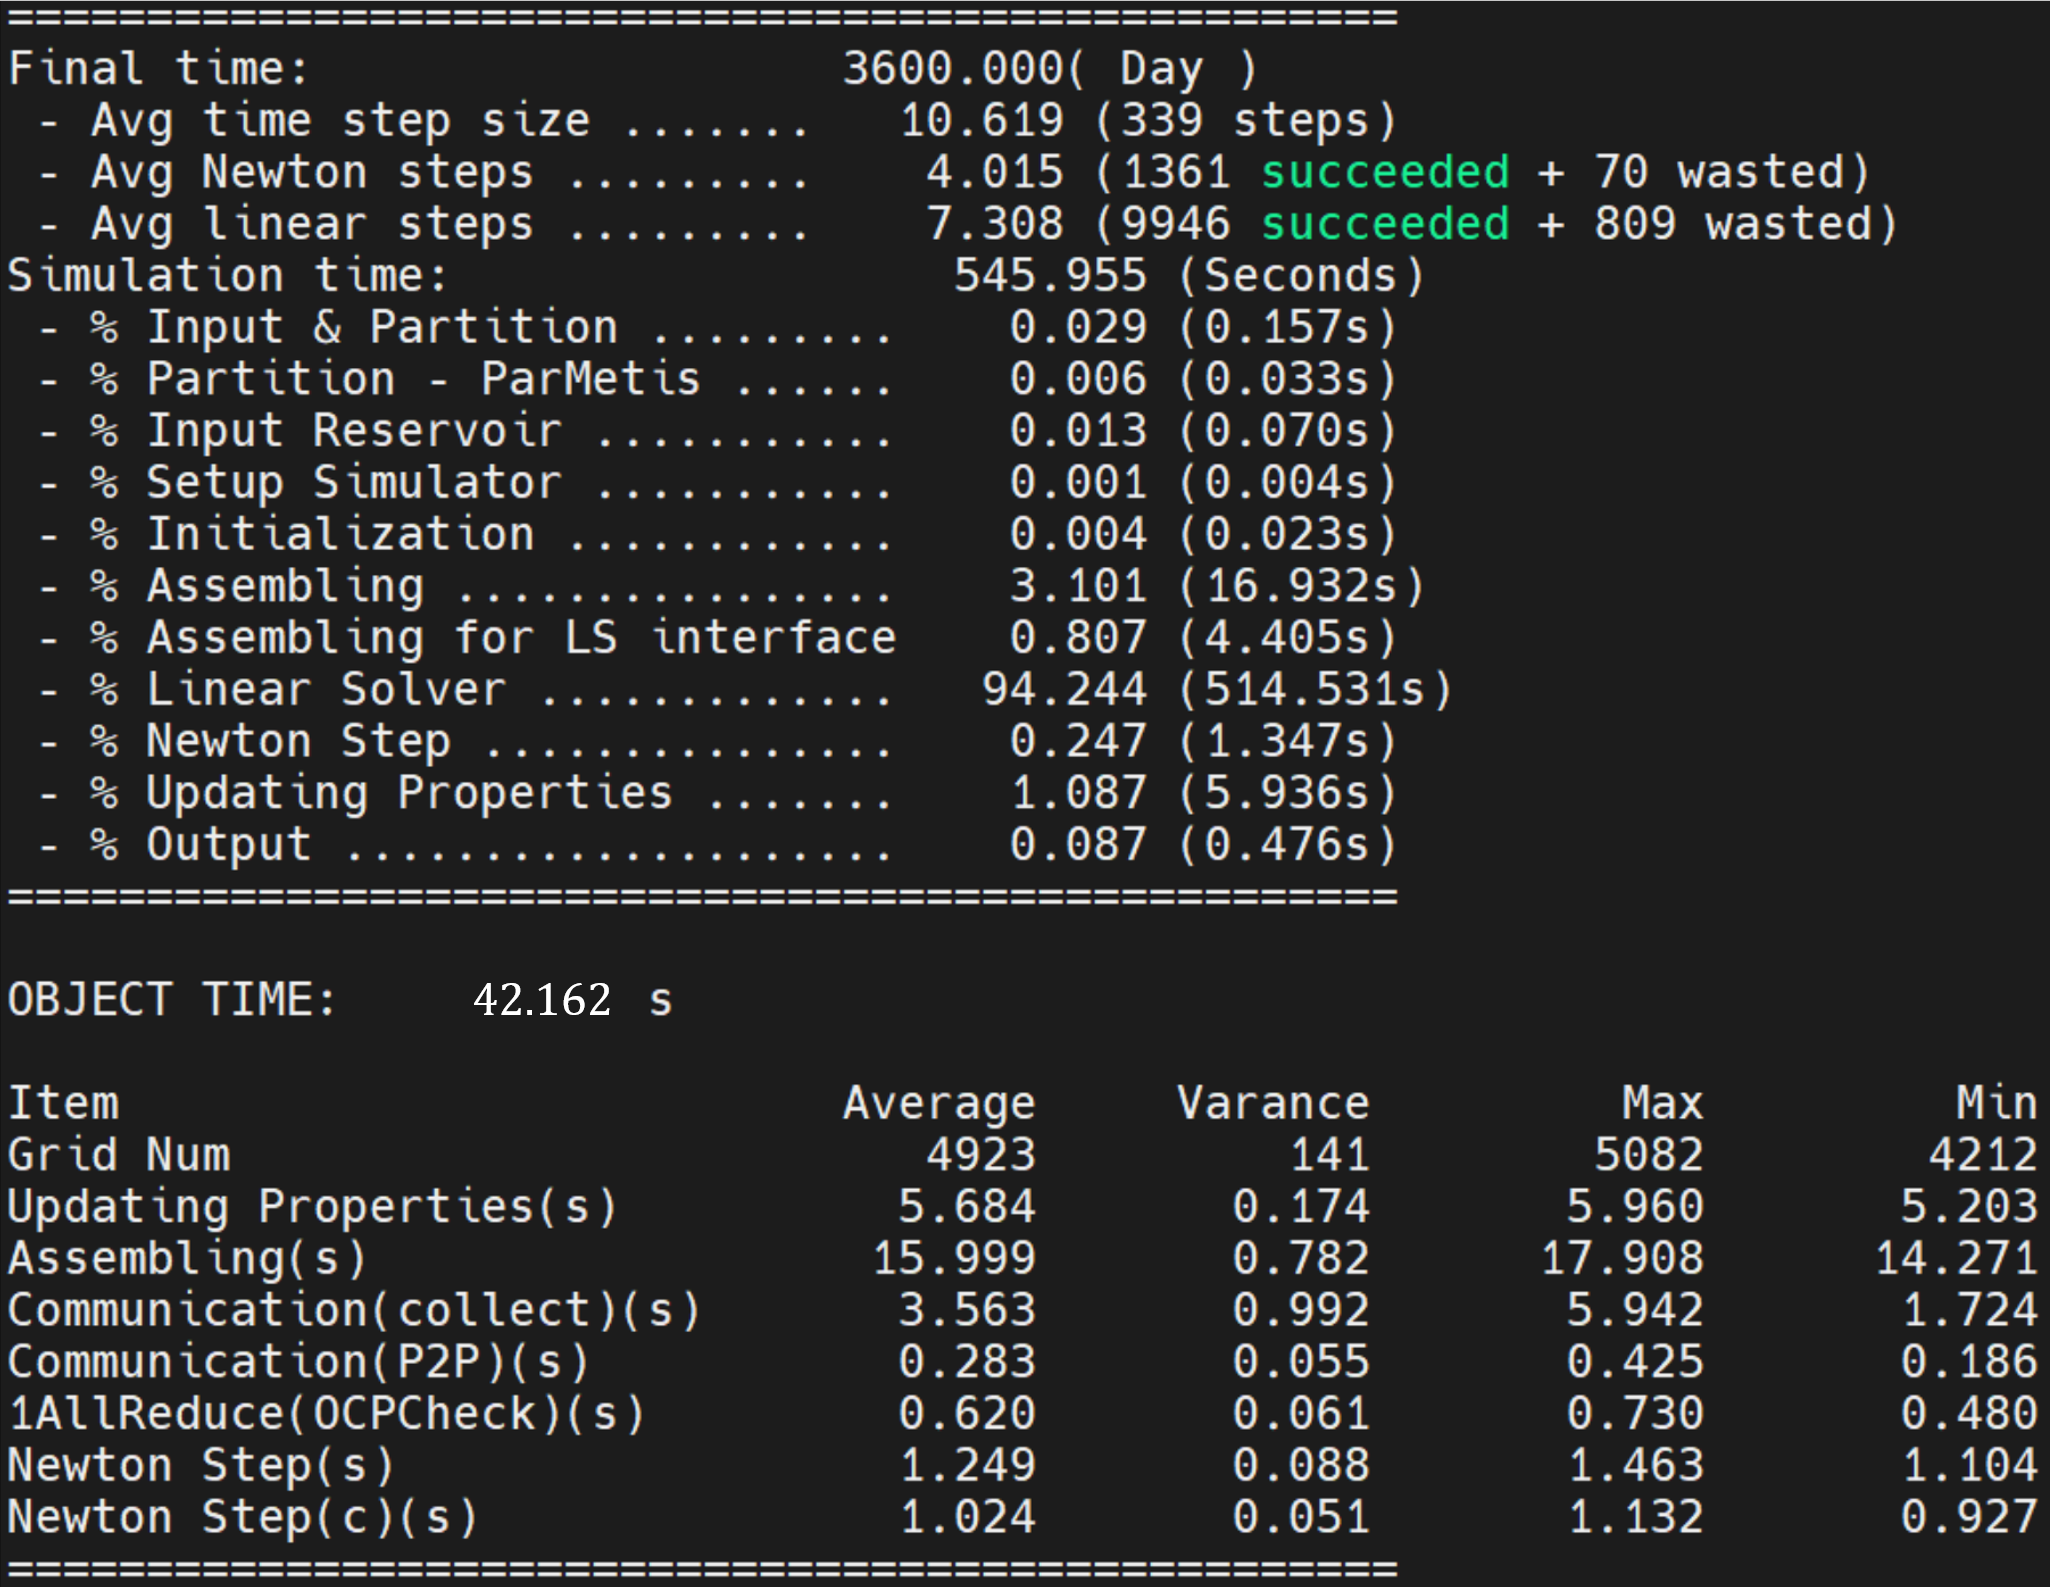 ==================================================
Final time: 3600.000( Day )
 - Avg time step size ....... 10.619 (339 steps)
 - Avg Newton steps ......... 4.015 (1361 succeeded + 70 wasted)
 - Avg linear steps ......... 7.308 (9946 succeeded + 809 wasted)
Simulation time: 545.955 (Seconds)
 - % Input & Partition ......... 0.029 (0.157s)
 - % Partition - ParMetis ...... 0.006 (0.033s)
 - % Input Reservoir ........... 0.013 (0.070s)
 - % Setup Simulator ........... 0.001 (0.004s)
 - % Initialization ............ 0.004 (0.023s)
 - % Assembling ................ 3.101 (16.932s)
 - % Assembling for LS interface 0.807 (4.405s)
 - % Linear Solver ............. 94.244 (514.531s)
 - % Newton Step ............... 0.247 (1.347s)
 - % Updating Properties ....... 1.087 (5.936s)
 - % Output .................... 0.087 (0.476s)
==================================================
OBJECT TIME: 42.162 s
Item Average Varance Max Min
Grid Num 4923 141 5082 4212
Updating Properties(s) 5.684 0.174 5.960 5.203
Assembling(s) 15.999 0.782 17.908 14.271
Communication(collect)(s) 3.563 0.992 5.942 1.724
Communication(P2P)(s) 0.283 0.055 0.425 0.186
1AllReduce(OCPCheck)(s) 0.620 0.061 0.730 0.480
Newton Step(s) 1.249 0.088 1.463 1.104
Newton Step(c)(s) 1.024 0.051 1.132 0.927
==================================================